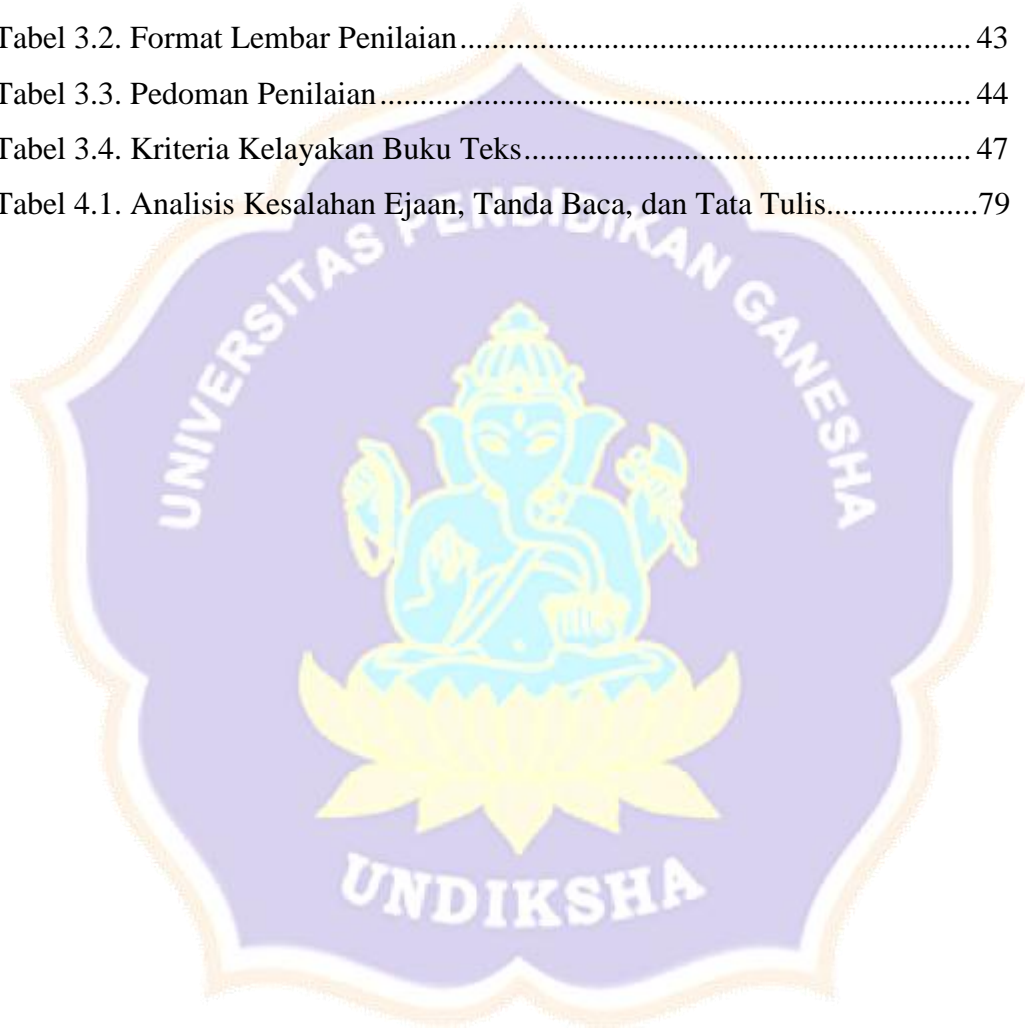 Tabel 3.2. Format Lembar Penilaian.................................................................. 43
Tabel 3.3. Pedoman Penilaian............................................................................ 44
Tabel 3.4. Kriteria Kelayakan Buku Teks.......................................................... 47
Tabel 4.1. Analisis Kesalahan Ejaan, Tanda Baca, dan Tata Tulis..................79
UNIVERSITAS PENDIDIKAN GANESHA
UNDIKSHA